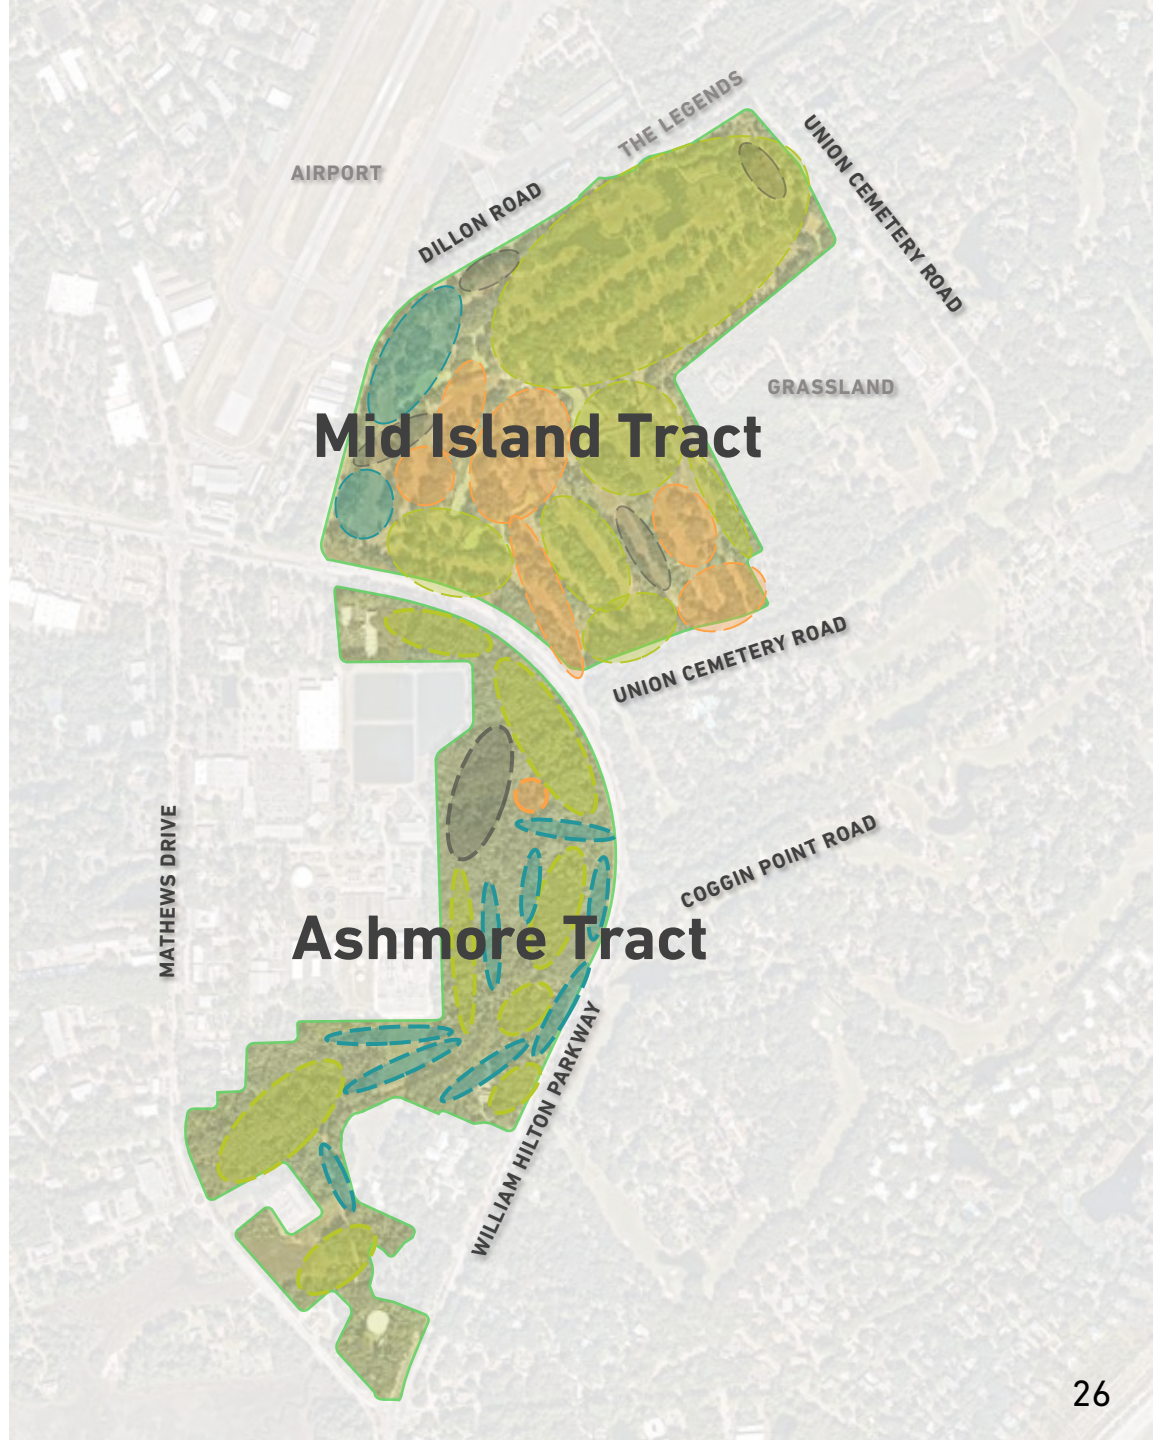 THE LEGENDS
UNION CEMETERY ROAD
AIRPORT
DILLON ROAD
GRASSLAND
Mid Island Tract
UNION CEMETERY ROAD
MATHEWS DRIVE
COGGIN POINT ROAD
Ashmore Tract
WILLIAM HILTON PARKWAY
26